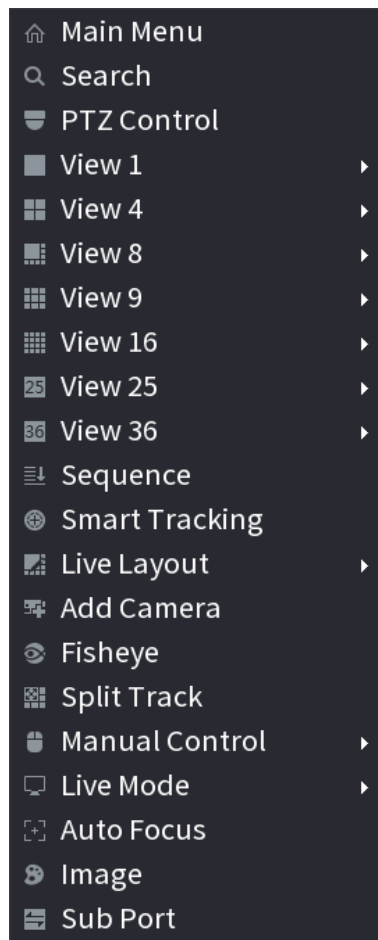 Main Menu
Search
PTZ Control
View 1
View 4
View 8
View 9
View 16
25 View 25
36 View 36
Sequence
Smart Tracking
Live Layout
Add Camera
Fisheye
Split Track
Manual Control
Live Mode
Auto Focus
Image
Sub Port